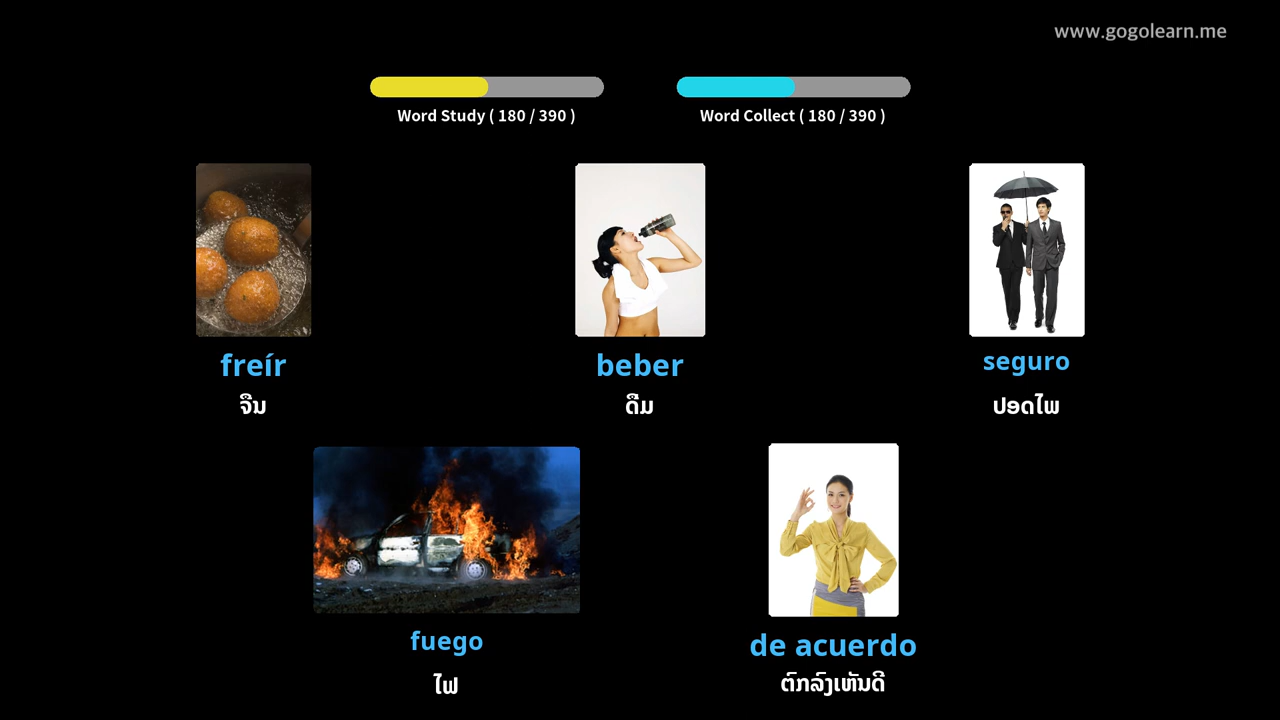 www.gogolearn.me
Word Study ( 180 / 390 )
Word Collect ( 180 / 390 )
freír
ຈືນ
beber
ດື່ມ
seguro
ປອດໄພ
fuego
ໄຟ
de acuerdo
ຕົກລົງເຫັນດີ